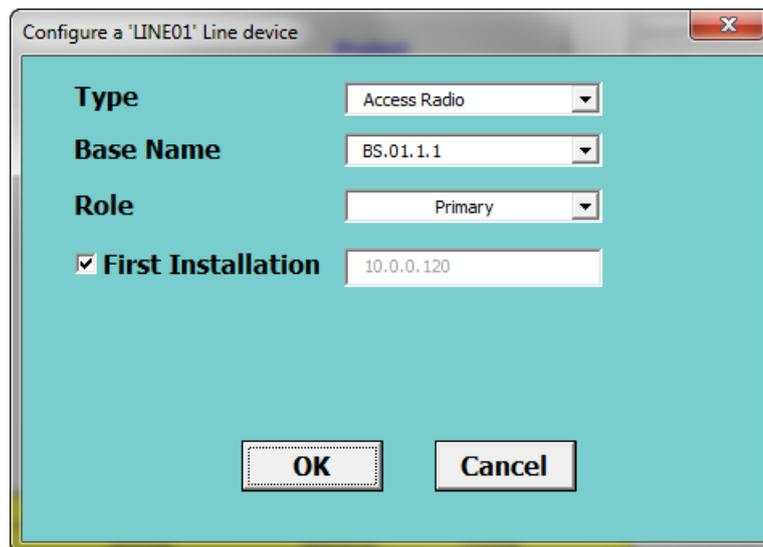 Configure a 'LINE01' Line device
Type
Access Radio
Base Name
BS.01.1.1
Role
Primary
First Installation
10.0.0.120
OK
Cancel